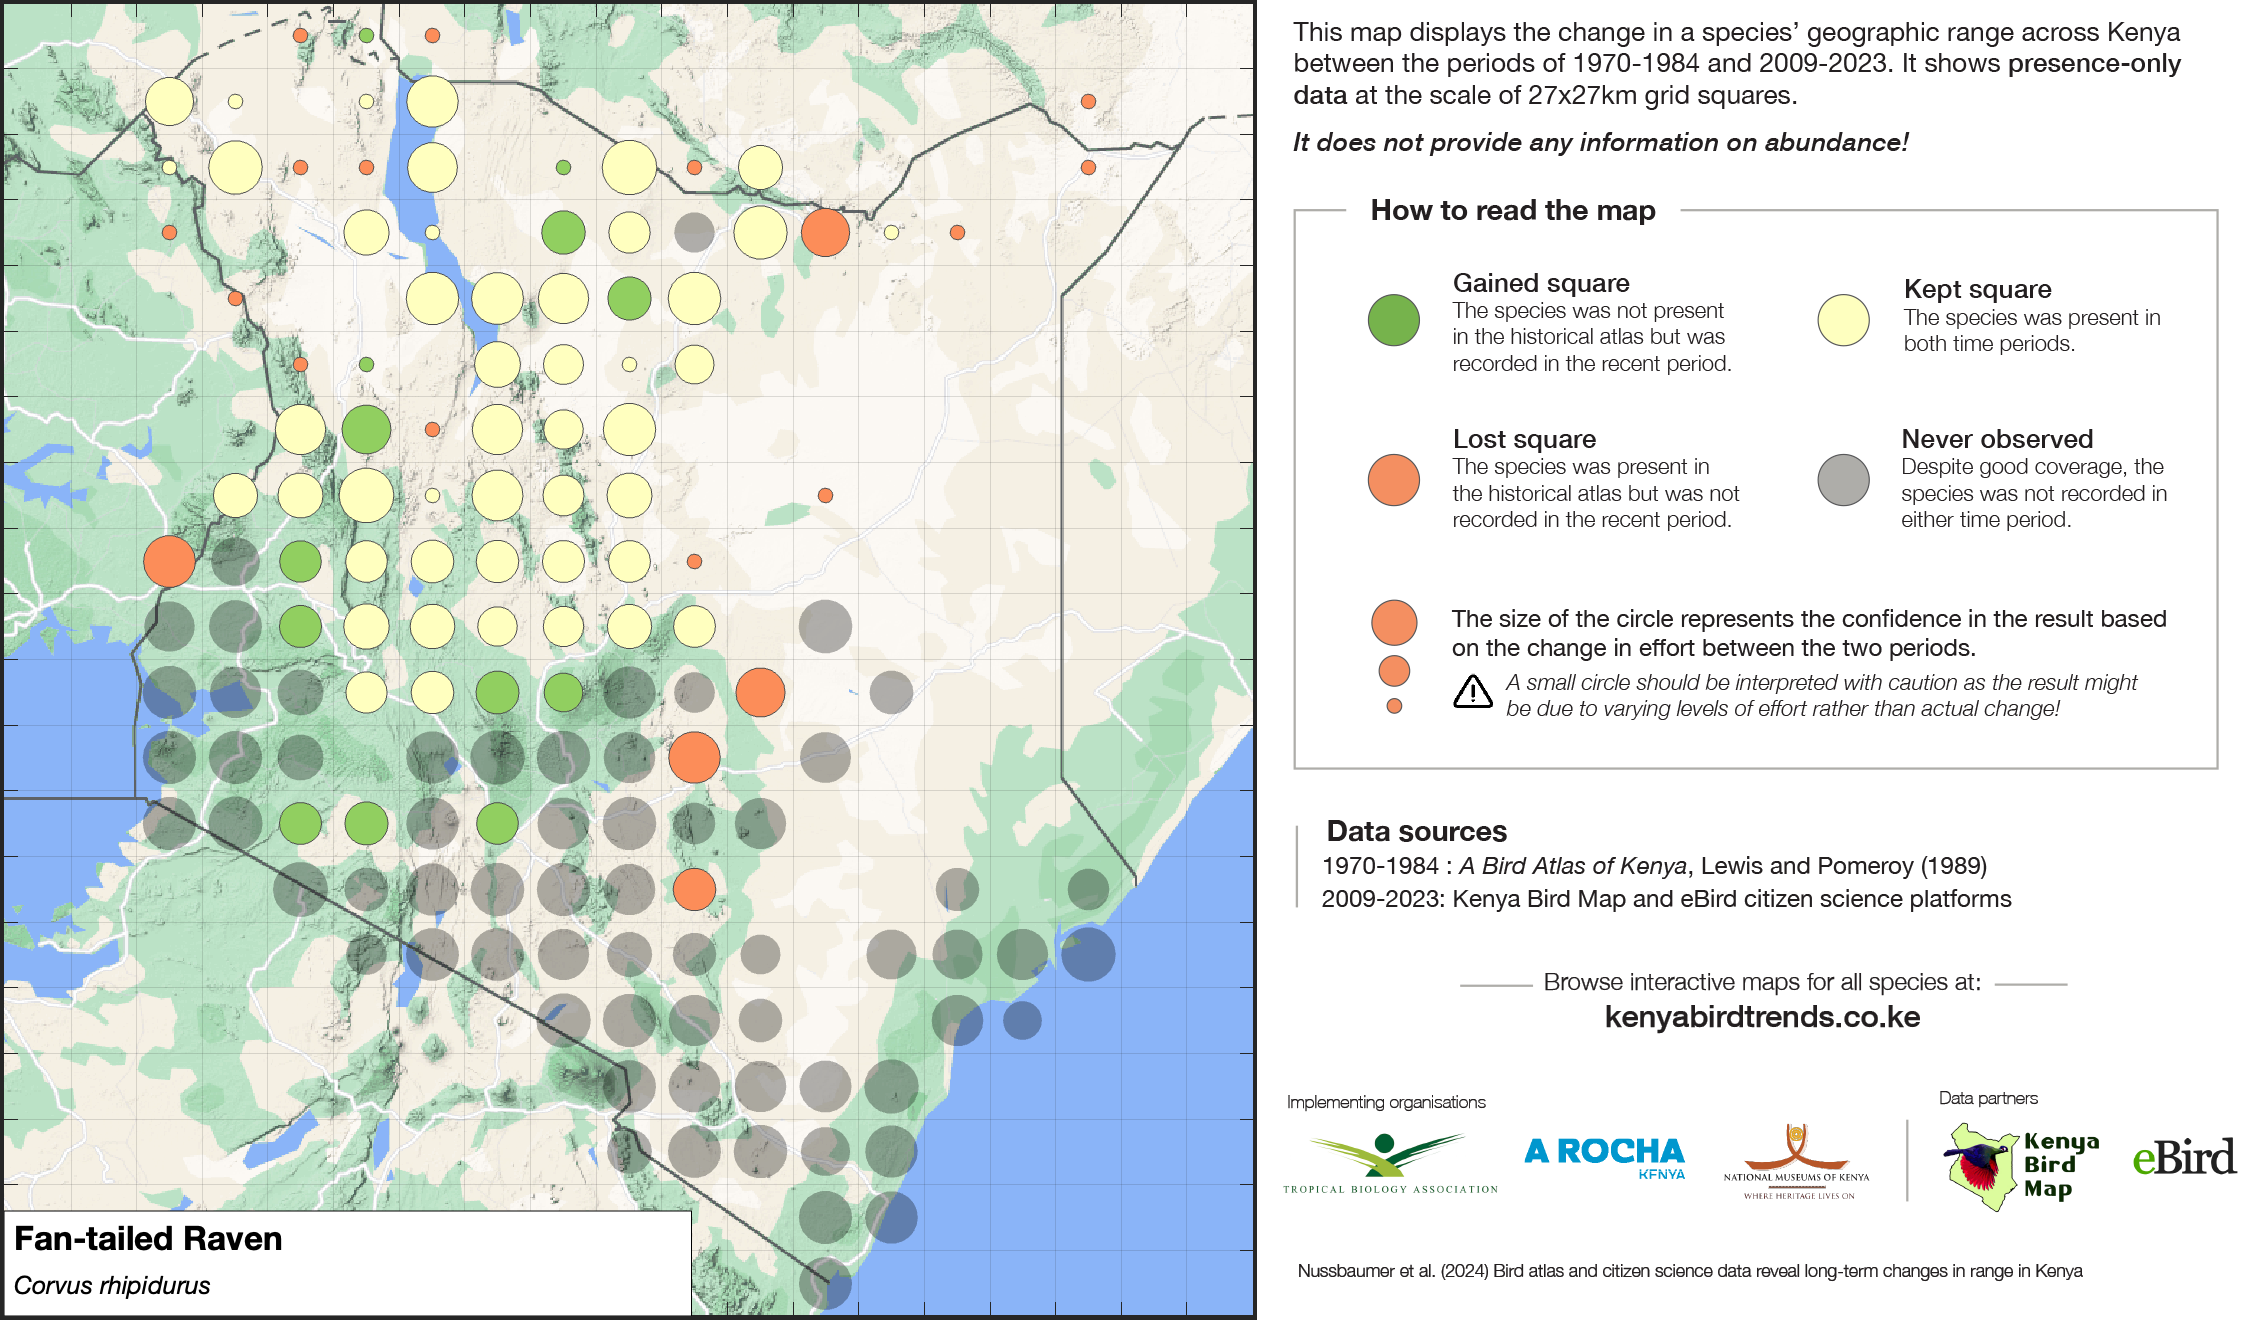 This map displays the change in a species’ geographic range across Kenya
between the periods of 1970-1984 and 2009-2023. It shows presence-only
data at the scale of 27x27km grid squares.
It does not provide any information on abundance!
How to read the map
Gained square
The species was not present
in the historical atlas but was
recorded in the recent period.
Kept square
The species was present in
both time periods.
Lost square
The species was present in
the historical atlas but was not
recorded in the recent period.
Never observed
Despite good coverage, the
species was not recorded in
either time period.
The size of the circle represents the confidence in the result based
on the change in effort between the two periods.
A small circle should be interpreted with caution as the result might
be due to varying levels of effort rather than actual change!
Data sources
1970-1984 : A Bird Atlas of Kenya, Lewis and Pomeroy (1989)
2009-2023: Kenya Bird Map and eBird citizen science platforms
Browse interactive maps for all species at:
kenyabirdtrends.co.ke
Implementing organisations
Data partners
TROPICAL BIOLOGY ASSOCIATION
A ROCHA
KENYA
NATIONAL MUSEUMS OF KENYA
WHERE HERITAGE LIVES ON
Kenya
Bird
Map
eBird
Fan-tailed Raven
Corvus rhipidurus
Nussbaumer et al. (2024) Bird atlas and citizen science data reveal long-term changes in range in Kenya